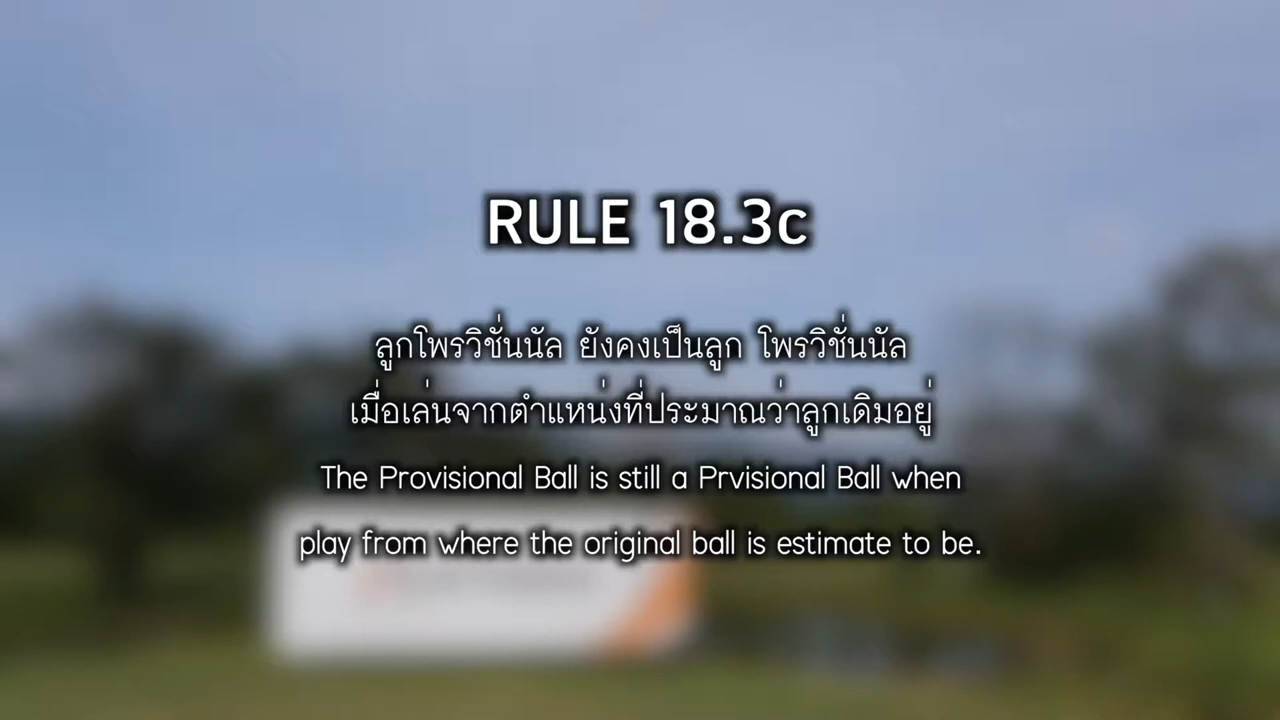 RULE 18.3c
ลูกโพรวิชั่นนัล ยังคงเป็นลูก โพรวิชั่นนัล
เมื่อเล่นจากตำแหน่งที่ประมาณว่าลูกเดิมอยู่
The Provisional Ball is still a Prvisional Ball when
play from where the original ball is estimate to be.